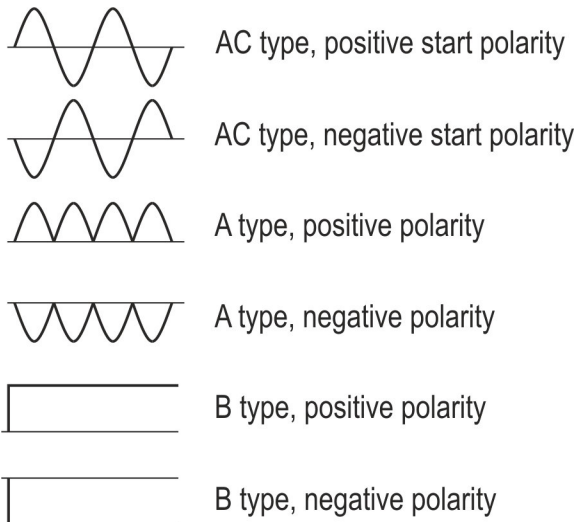 AC type, positive start polarity
AC type, negative start polarity
A type, positive polarity
A type, negative polarity
B type, positive polarity
B type, negative polarity